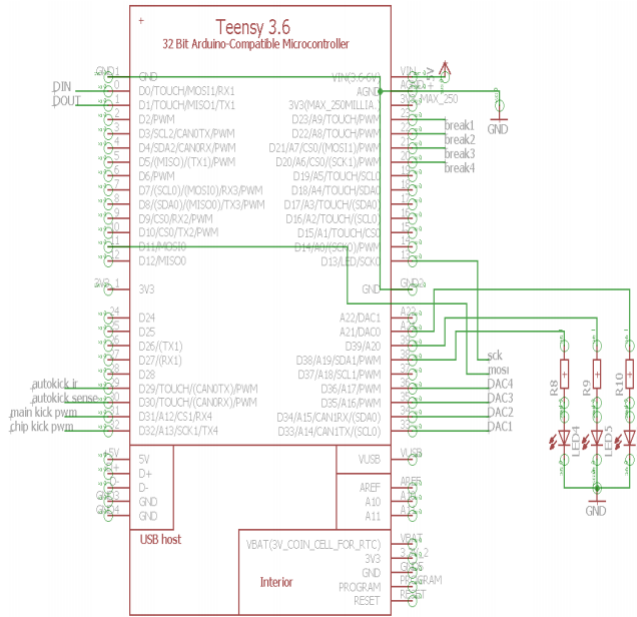 Teensy 3.6
32 Bit Arduino-Compatible Microcontroller
GND1
GND
VIN(3.6-6V)
VIN
5V
DIN
D0/TOUCH/MOSI1/RX1
AGND
DOUT
D1/TOUCH/MISO1/TX1
3V3(MAX_250MILLIA.
MAX_250
GND
D2/PWM
D23/A9/TOUCH/PWM
break1
D3/SCL2/CAN0TX/PWM
D22/A8/TOUCH/PWM
break2
D4/SDA2/CAN0RX/PWM
D21/A7/CS0/(MOSI1)/PWM
break3
D5/(MISO)/(TX1)/PWM
D20/A6/CS0/(SCK1)/PWM
break4
D6/PWM
D19/A5/TOUCH/SCL0
D7/(SCL0)/(MOSI0)/RX3/PWM
D18/A4/TOUCH/SDA0
D8/(SDA0)/(MISO0)/TX3/PWM
D17/A3/TOUCH/(SDA0)
D9/CS0/RX2/PWM
D16/A2/TOUCH/(SCL0)
D10/CS0/TX2/PWM
D15/A1/TOUCH/CS0
D11/MOSI0
D14/A0/(SCK0)/PWM
D12/MISO0
D13/LED/SCK0
3V3
GND
D24
A22/DAC1
D25
A21/DAC0
D26/(TX1)
D39/A20
D27/(RX1)
D38/A19/SDA1/PWM
sck
D28
D37/A18/SCL1/PWM
mosi
autokick ir
D29/TOUCH/(CAN0TX)/PWM
D36/A17/PWM
DAC4
autokick sense
D30/TOUCH/(CAN0RX)/PWM
D35/A16/PWM
DAC3
main kick pwm
D31/A12/CS1/RX4
D34/A15/CAN1RX/(SDA0)
DAC2
chip kick pwm
D32/A13/SCK1/TX4
D33/A14/CAN1TX/(SCL0)
DAC1
R8
R9
R10
LED4
LED5
GND
5V
VUSB
VUSB
D+
D-
AREF
GND
A10
GND
A11
USB host
VBAT(3V_COIN_CELL_FOR_RTC)
VBAT
3V3
GND
Interior
PROGRAM
PROGRAM
RESET
RESET